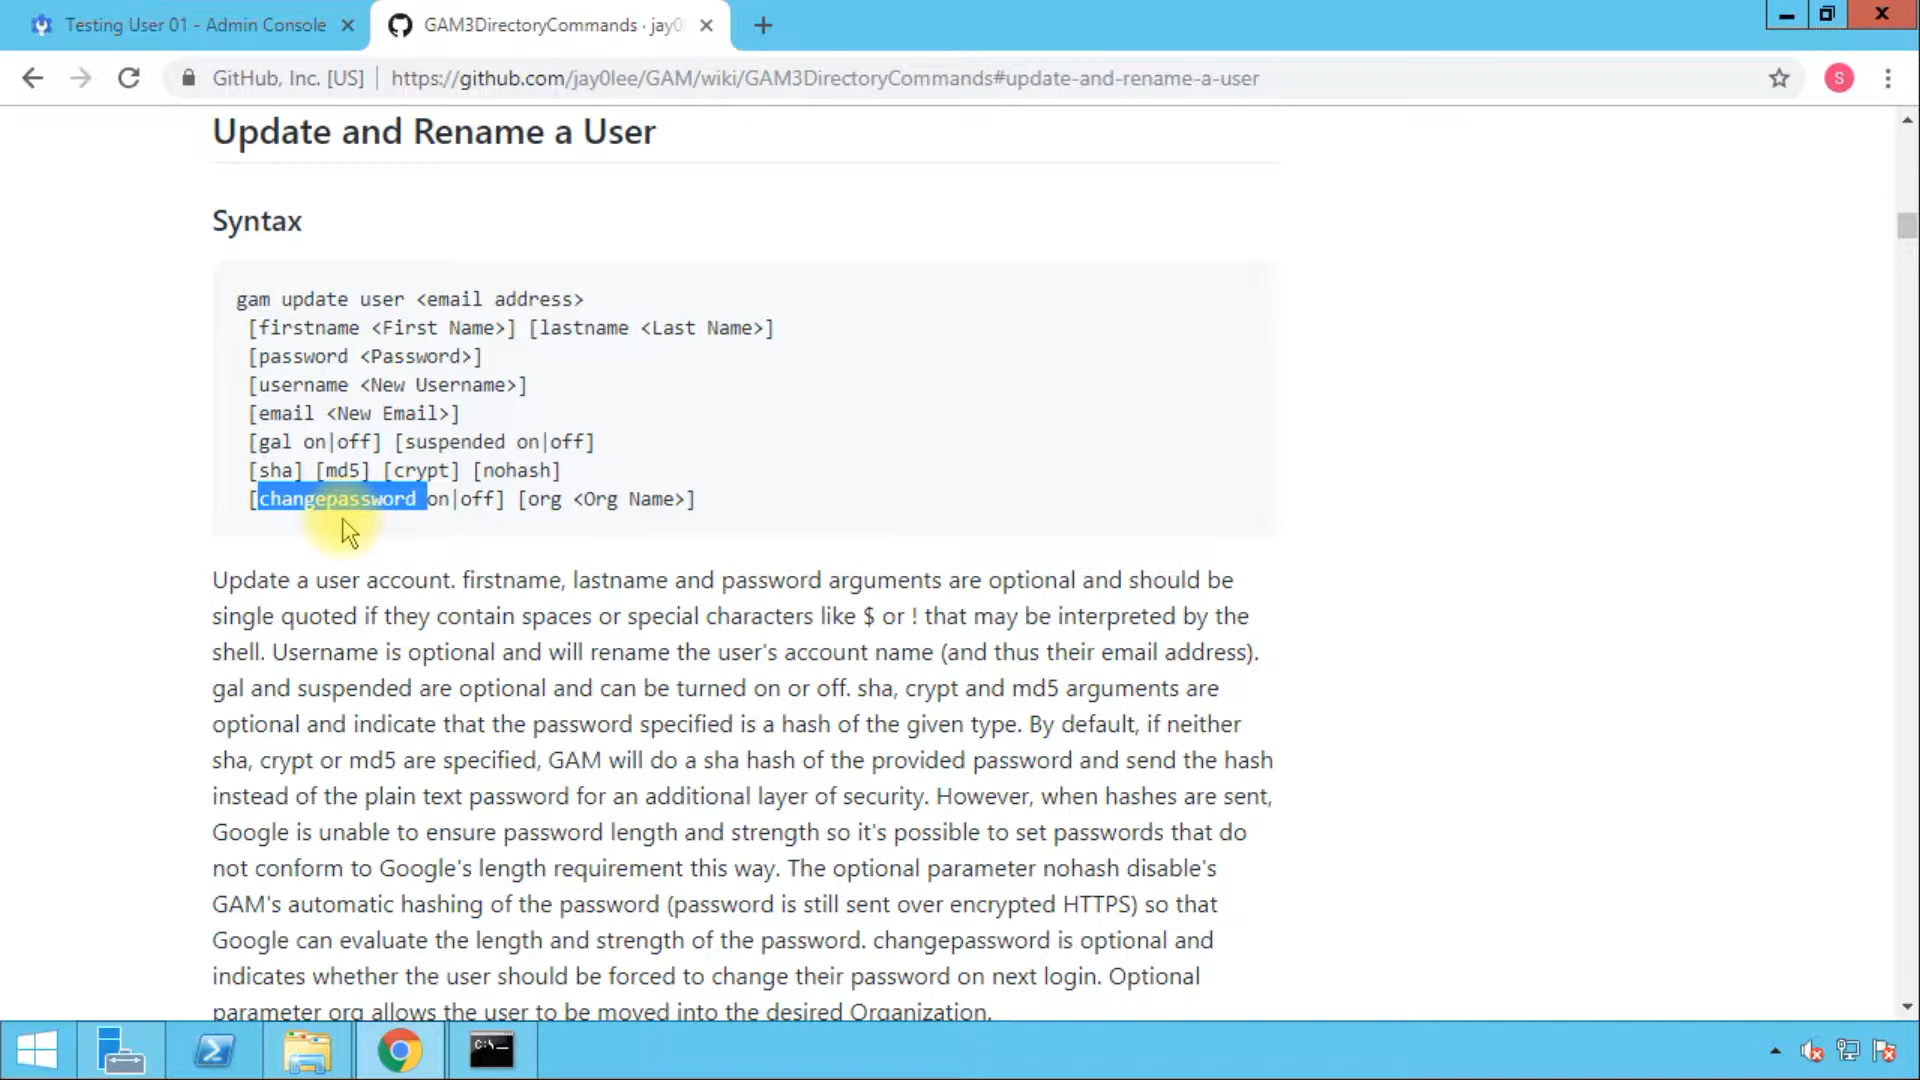 Testing User 01 - Admin Console
GAM3DirectoryCommands · jay0
GitHub, Inc. [US]
https://github.com/jay0lee/GAM/wiki/GAM3DirectoryCommands#update-and-rename-a-user
S
Update and Rename a User
Syntax
gam update user <email address>
[firstname <First Name>] [lastname <Last Name>]
[password <Password>]
[username <New Username>]
[email <New Email>]
[gal on|off] [suspended on|off]
[sha] [md5] [crypt] [nohash]
[changepassword on|off] [org <Org Name>]
Update a user account. firstname, lastname and password arguments are optional and should be
single quoted if they contain spaces or special characters like $ or ! that may be interpreted by the
shell. Username is optional and will rename the user's account name (and thus their email address).
gal and suspended are optional and can be turned on or off. sha, crypt and md5 arguments are
optional and indicate that the password specified is a hash of the given type. By default, if neither
sha, crypt or md5 are specified, GAM will do a sha hash of the provided password and send the hash
instead of the plain text password for an additional layer of security. However, when hashes are sent,
Google is unable to ensure password length and strength so it's possible to set passwords that do
not conform to Google's length requirement this way. The optional parameter nohash disable's
GAM's automatic hashing of the password (password is still sent over encrypted HTTPS) so that
Google can evaluate the length and strength of the password. changepassword is optional and
indicates whether the user should be forced to change their password on next login. Optional
parameter org allows the user to be moved into the desired Organization.
C:\_